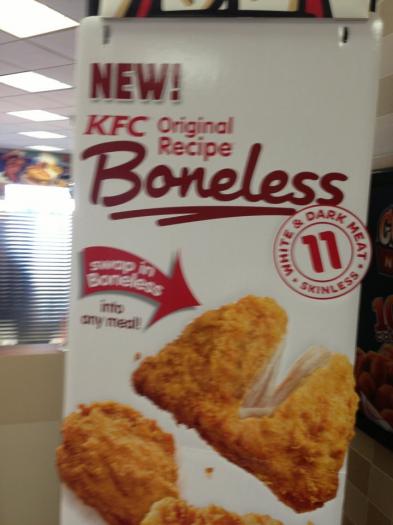 NEW!
KFC Original
Recipe
Boneless
WHITE & DARK MEAT
11
SKINLESS
swap in
Boneless
into
any meal!